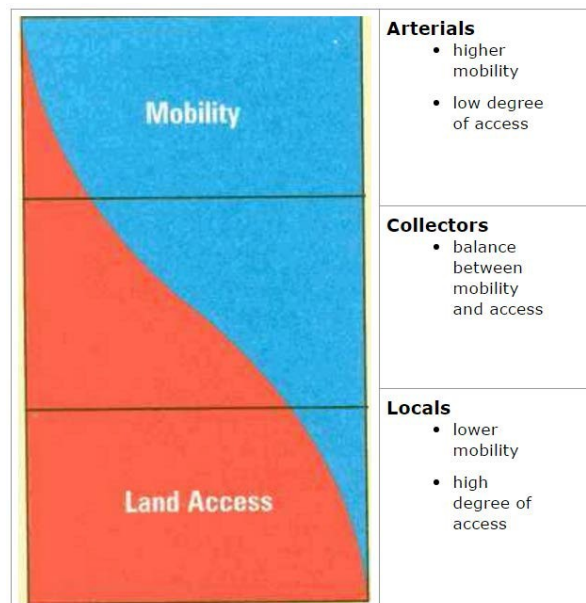 Mobility
Land Access
Arterials
• higher
mobility
• low degree
of access
Collectors
• balance
between
mobility
and access
Locals
• lower
mobility
• high
degree of
access